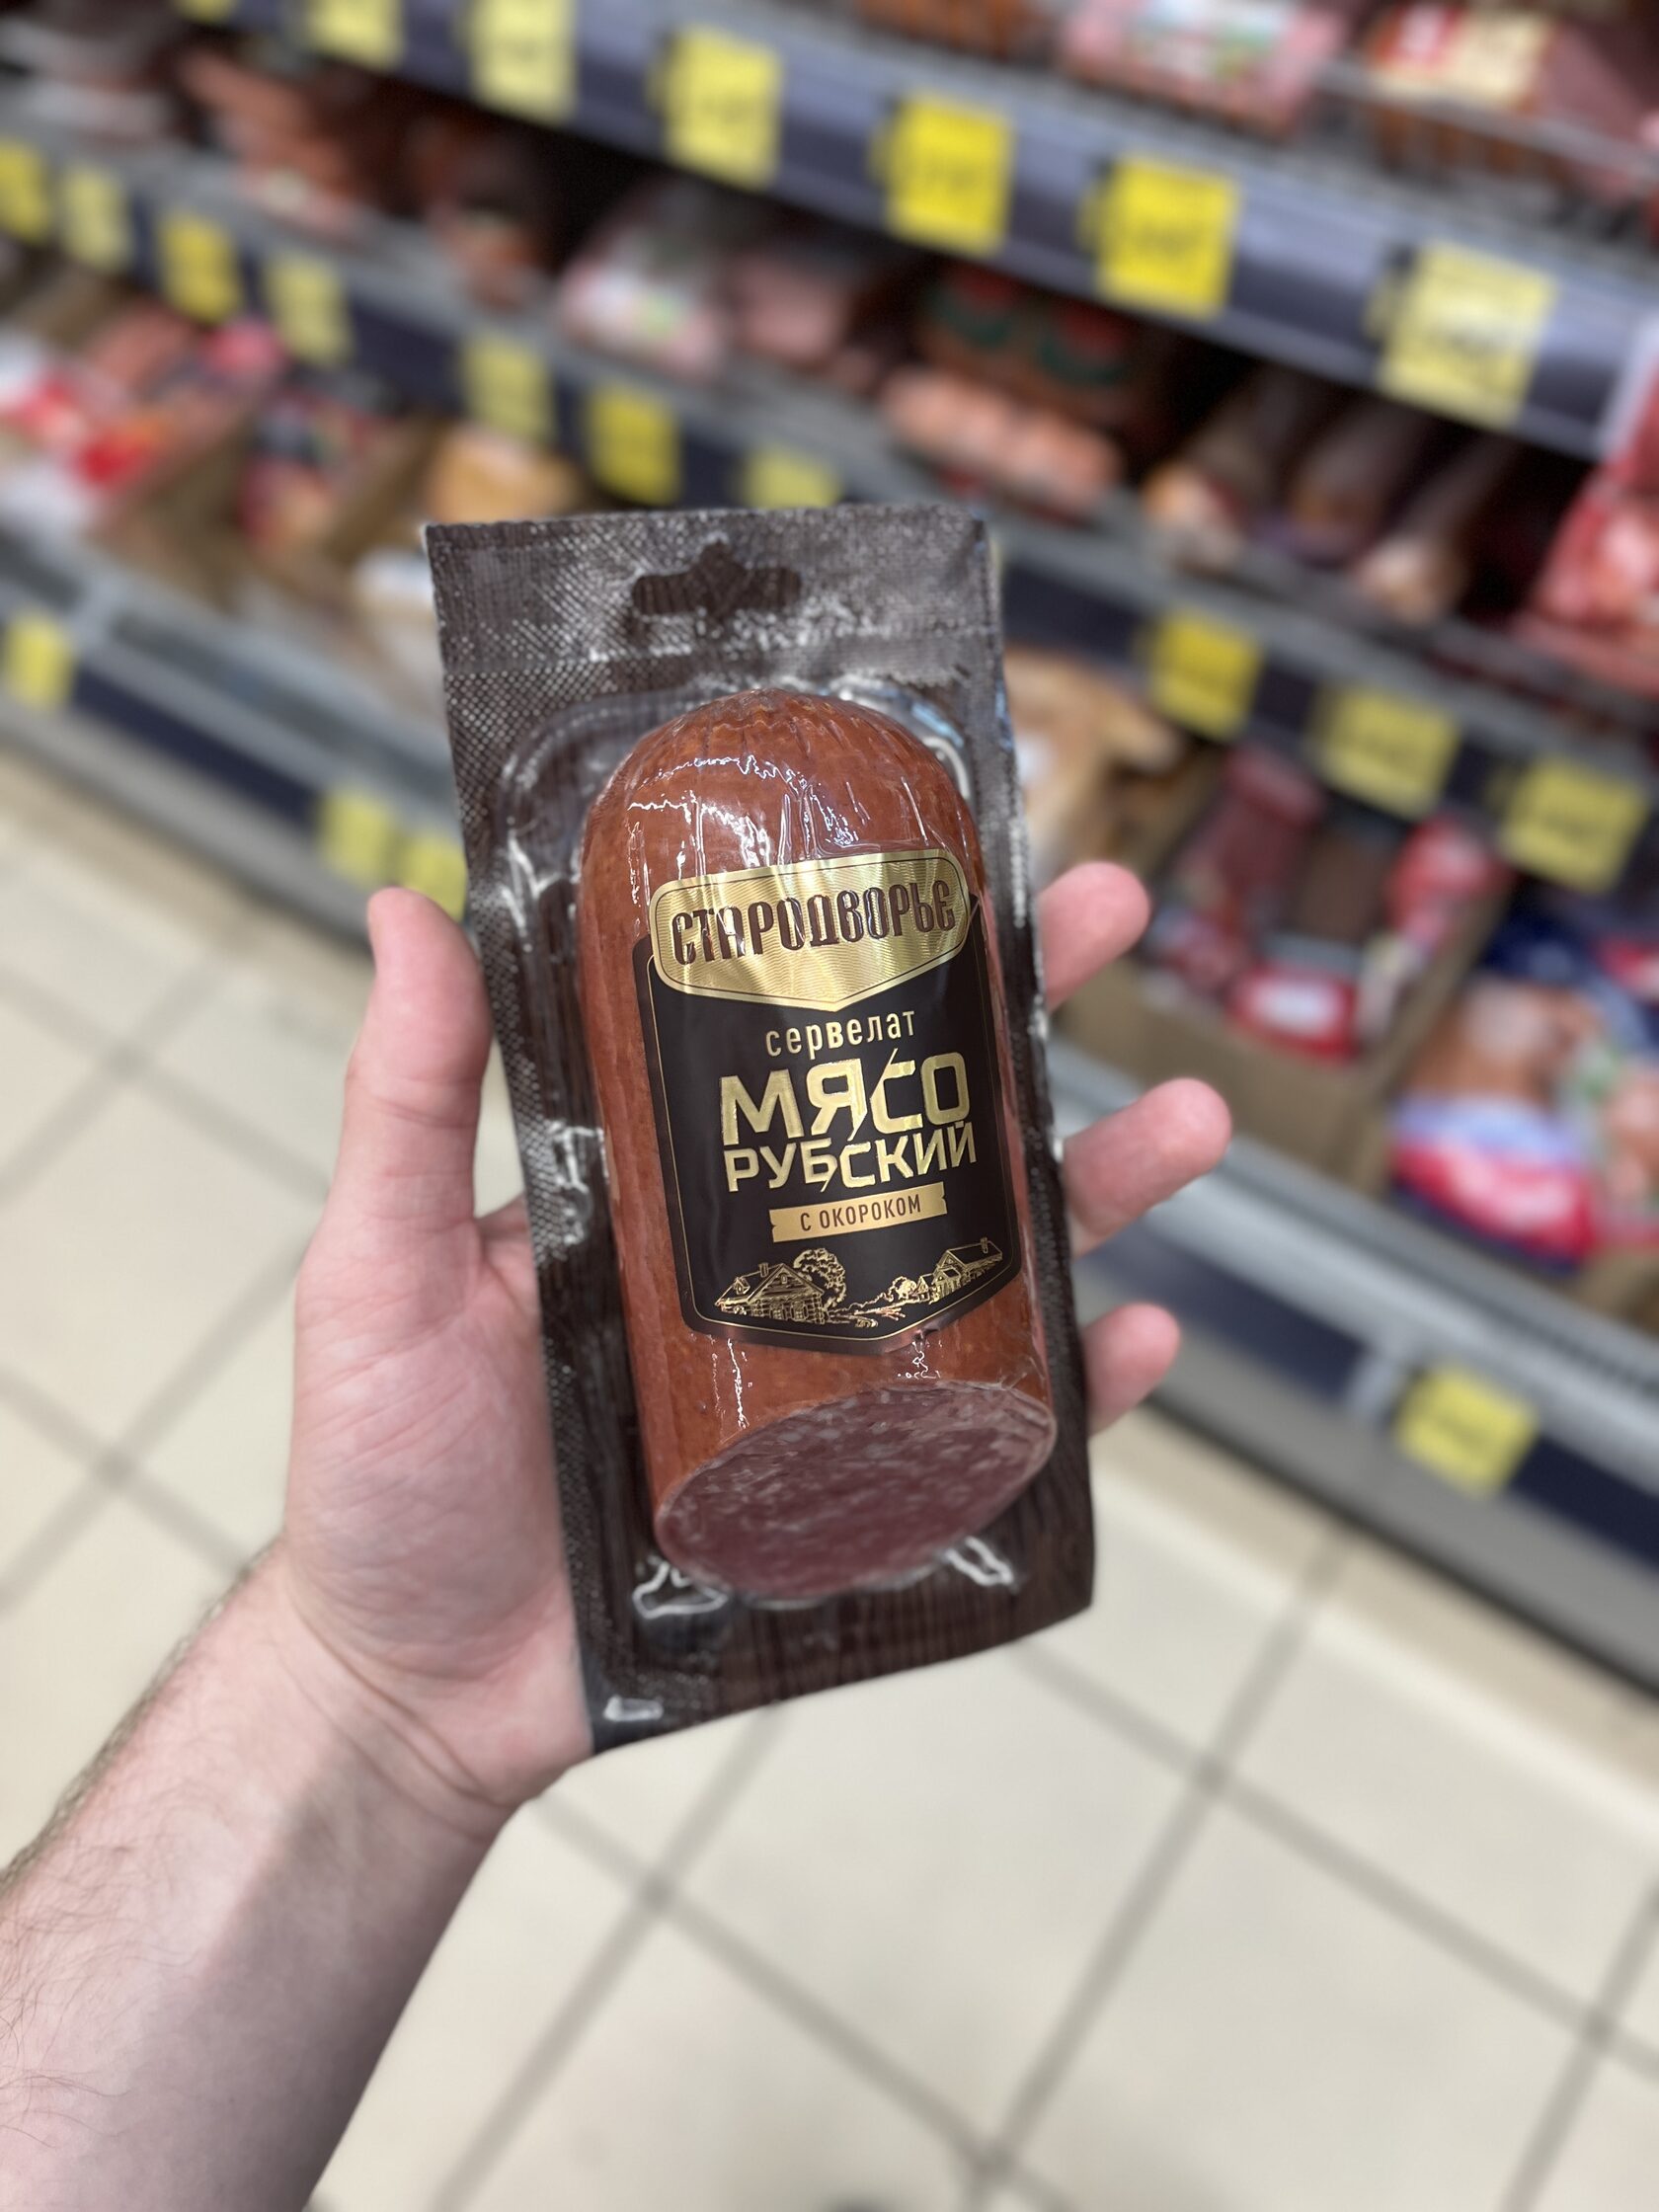 СТАРОДВОРЬЕ
сервелат
МЯСО
РУБСКИЙ
С ОКОРОКОМ